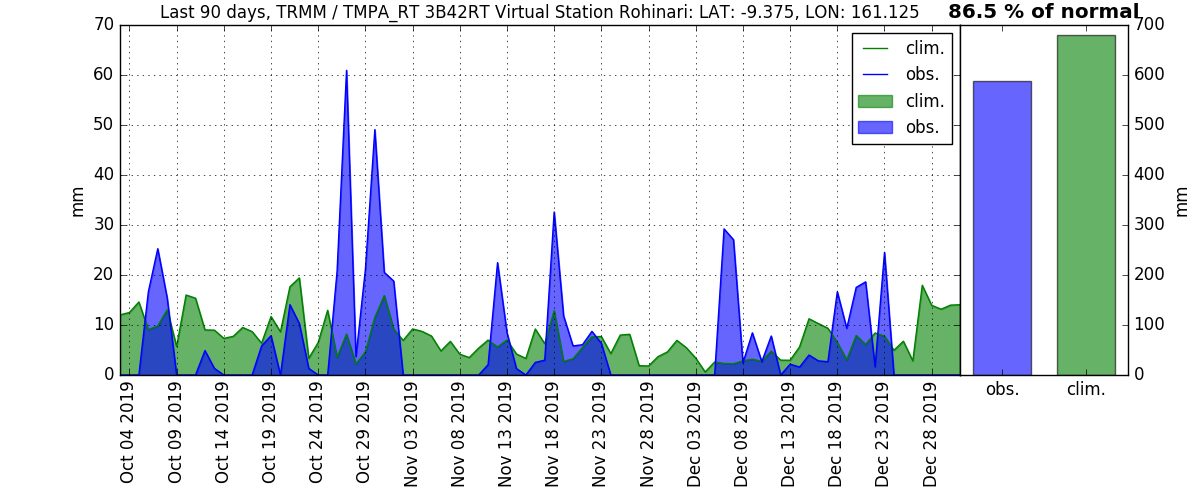 Last 90 days, TRMM / TMPA_RT 3B42RT Virtual Station Rohinari: LAT: -9.375, LON: 161.125
86.5 % of normal
70
60
50
40
30
20
10
0
mm
clim.
obs.
clim.
obs.
700
600
500
400
300
200
100
0
mm
obs.
clim.
Oct 04 2019
Oct 09 2019
Oct 14 2019
Oct 19 2019
Oct 24 2019
Oct 29 2019
Nov 03 2019
Nov 08 2019
Nov 13 2019
Nov 18 2019
Nov 23 2019
Nov 28 2019
Dec 03 2019
Dec 08 2019
Dec 13 2019
Dec 18 2019
Dec 23 2019
Dec 28 2019